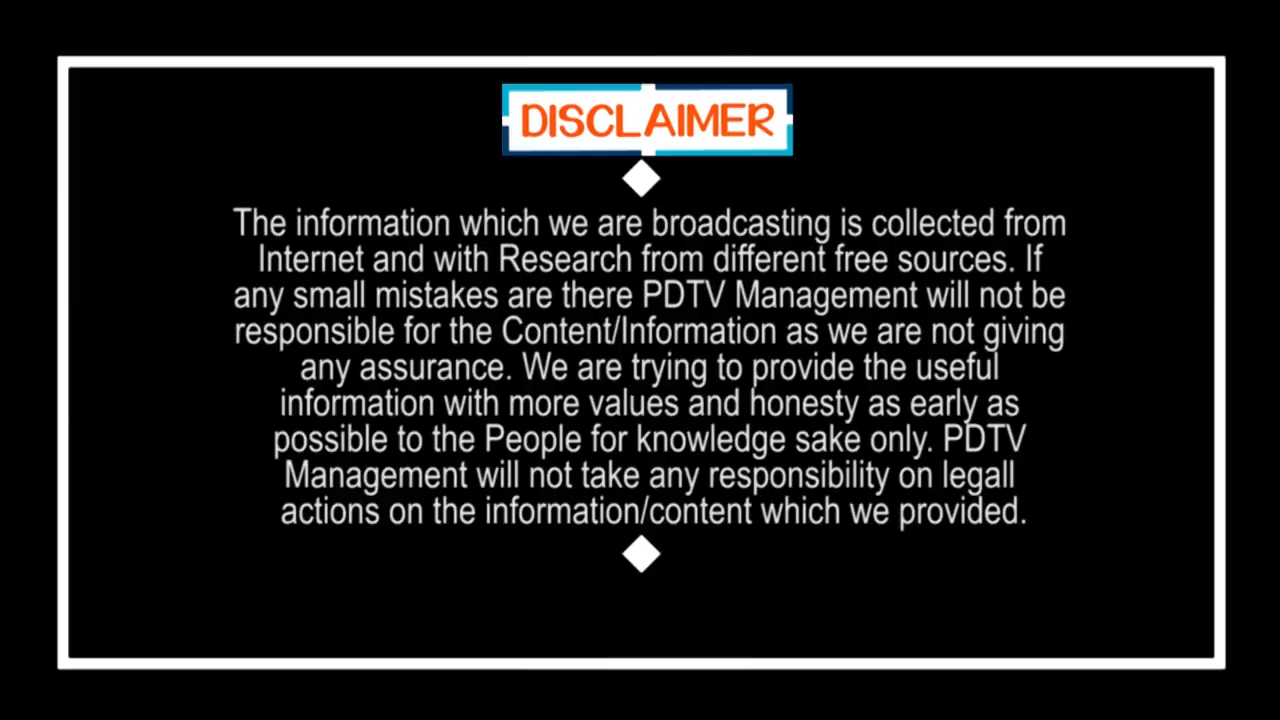 DISCLAIMER
The information which we are broadcasting is collected from
Internet and with Research from different free sources. If
any small mistakes are there PDTV Management will not be
responsible for the Content/Information as we are not giving
any assurance. We are trying to provide the useful
information with more values and honesty as early as
possible to the People for knowledge sake only. PDTV
Management will not take any responsibility on legall
actions on the information/content which we provided.